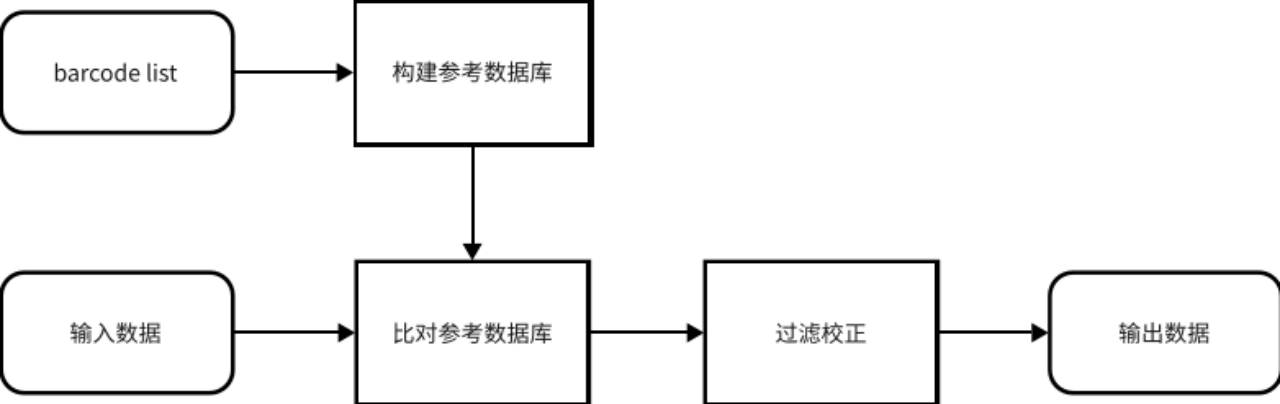 barcode list
构建参考数据库
输入数据
比对参考数据库
过滤校正
输出数据